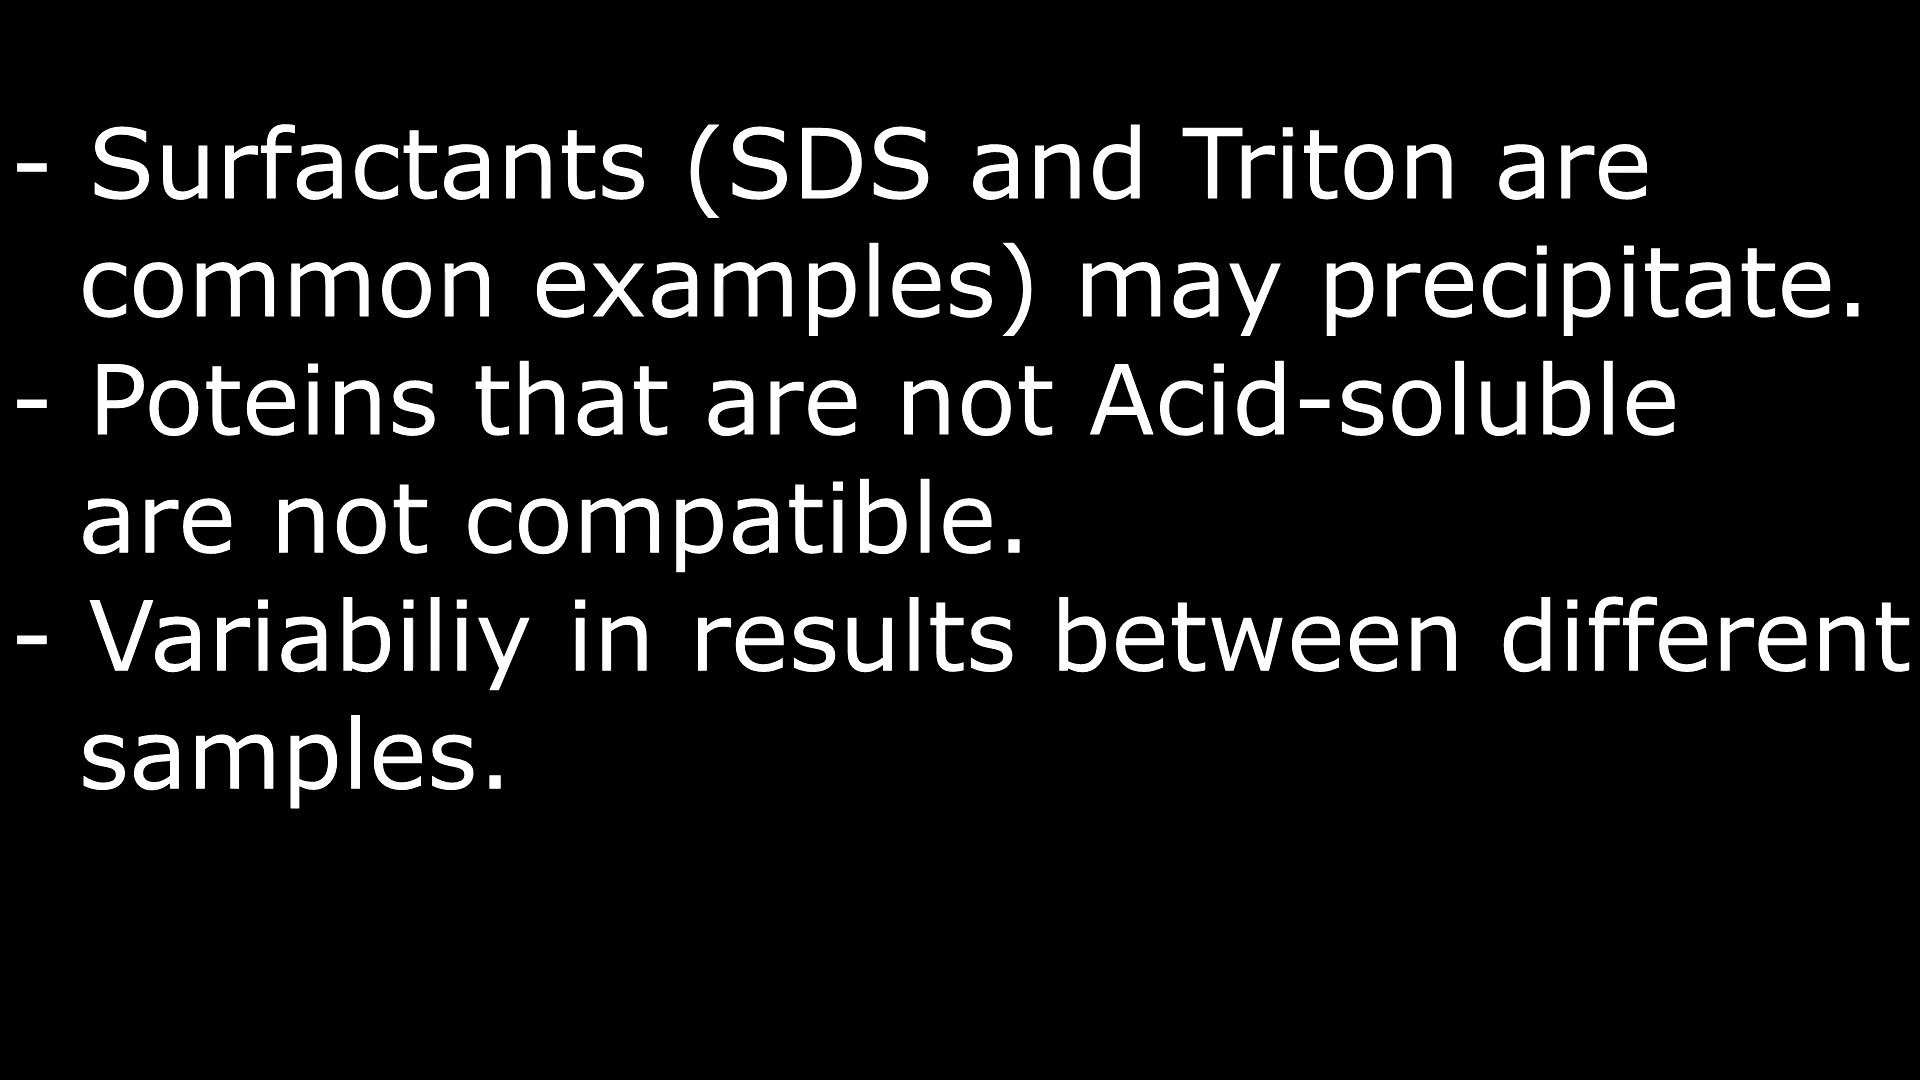 - Surfactants (SDS and Triton are
common examples) may precipitate.
- Poteins that are not Acid-soluble
are not compatible.
- Variabiliy in results between different
samples.